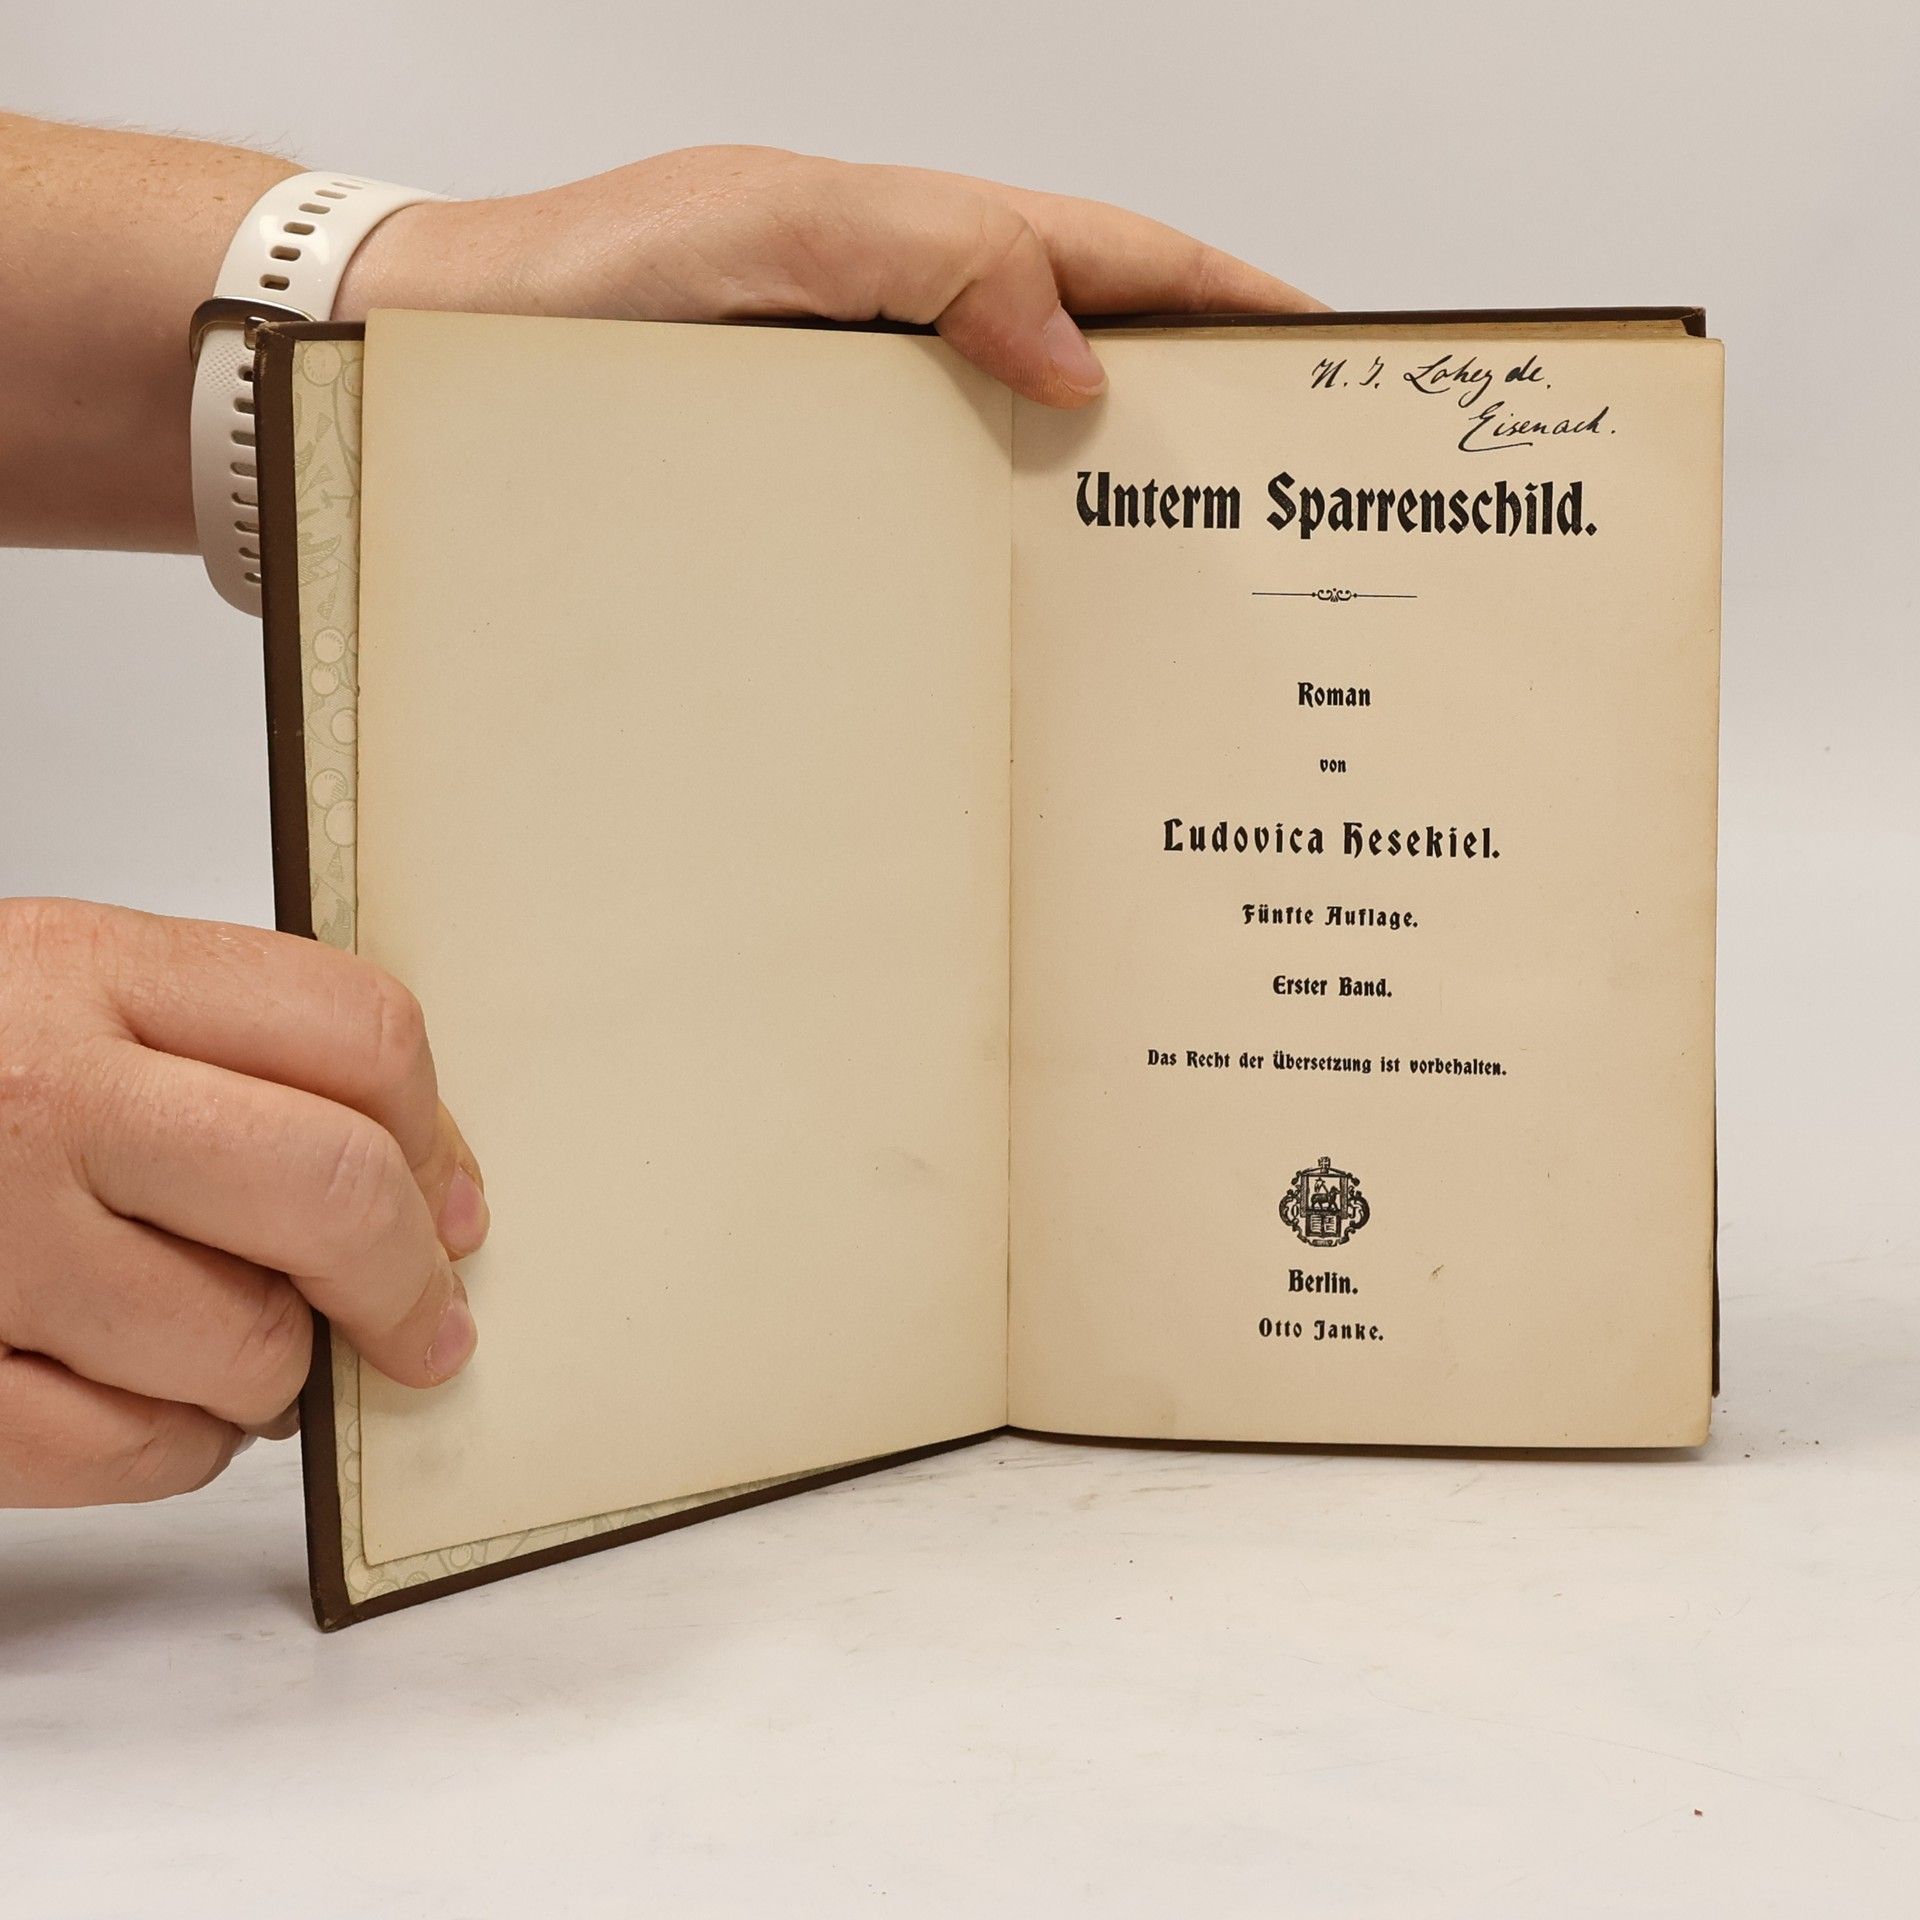 N. J. Loheyde.
Eisenach.
Unterm Sparrenschild.
Roman
von
Ludovica Hesekiel.
Fünfte Auflage.
Erster Band.
Das Recht der Übersetzung ist vorbehalten.
Berlin.
Otto Janke.